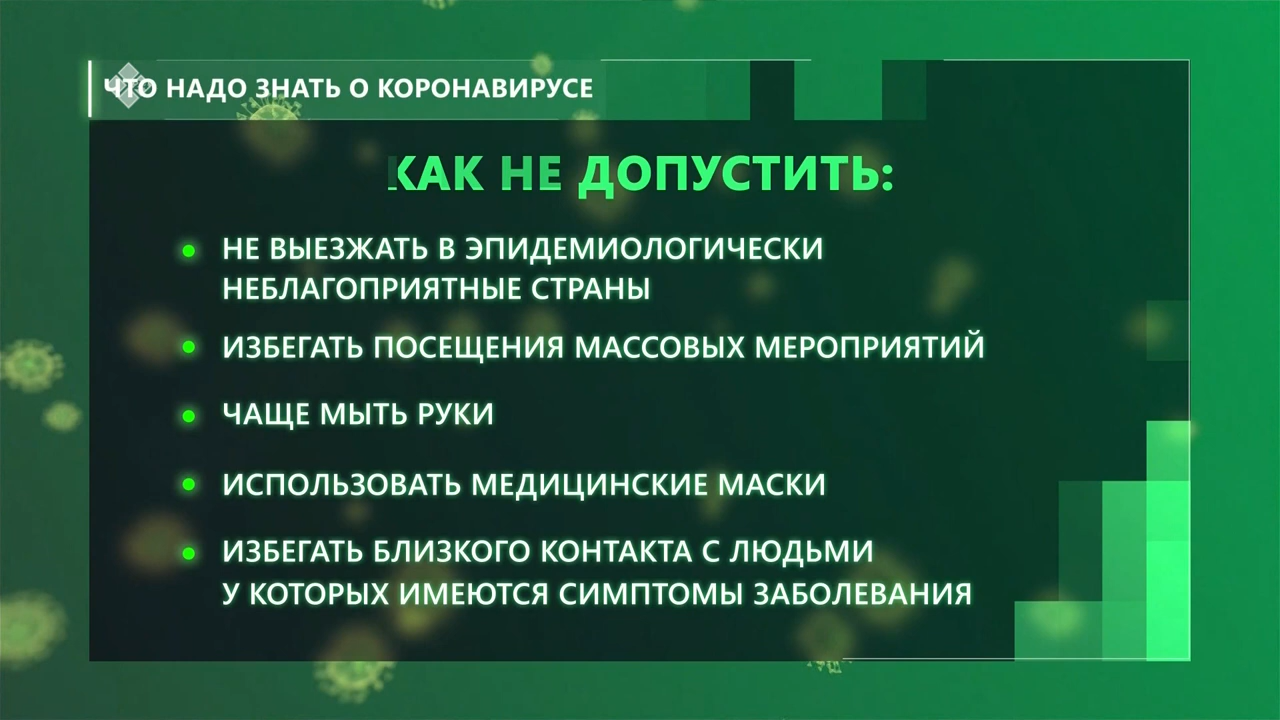 ЧТО НАДО ЗНАТЬ О КОРОНАВИРУСЕ
КАК НЕ ДОПУСТИТЬ:
• НЕ ВЫЕЗЖАТЬ В ЭПИДЕМИОЛОГИЧЕСКИ
НЕБЛАГОПРИЯТНЫЕ СТРАНЫ
• ИЗБЕГАТЬ ПОСЕЩЕНИЯ МАССОВЫХ МЕРОПРИЯТИЙ
• ЧАЩЕ МЫТЬ РУКИ
• ИСПОЛЬЗОВАТЬ МЕДИЦИНСКИЕ МАСКИ
• ИЗБЕГАТЬ БЛИЗКОГО КОНТАКТА С ЛЮДЬМИ
У КОТОРЫХ ИМЕЮТСЯ СИМПТОМЫ ЗАБОЛЕВАНИЯ